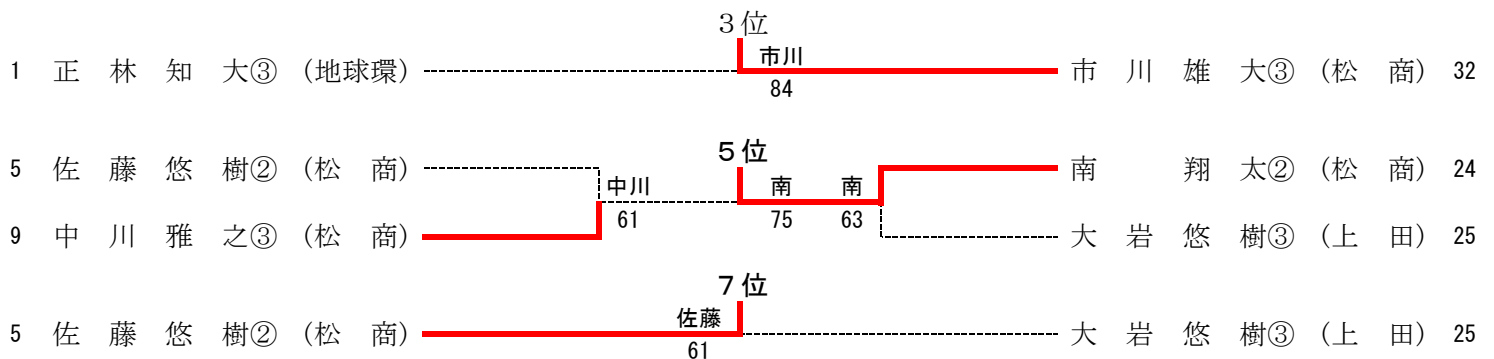 ３位
1 正 林 知 大③ (地球環) 市川 市 川 雄 大③ (松 商) 32
84
５位
5 佐 藤 悠 樹② (松 商) 南 翔 太② (松 商) 24
中川 南 南
61 75 63
9 中 川 雅 之③ (松 商) 大 岩 悠 樹③ (上 田) 25
７位
佐藤
5 佐 藤 悠 樹② (松 商) 大 岩 悠 樹③ (上 田) 25
61